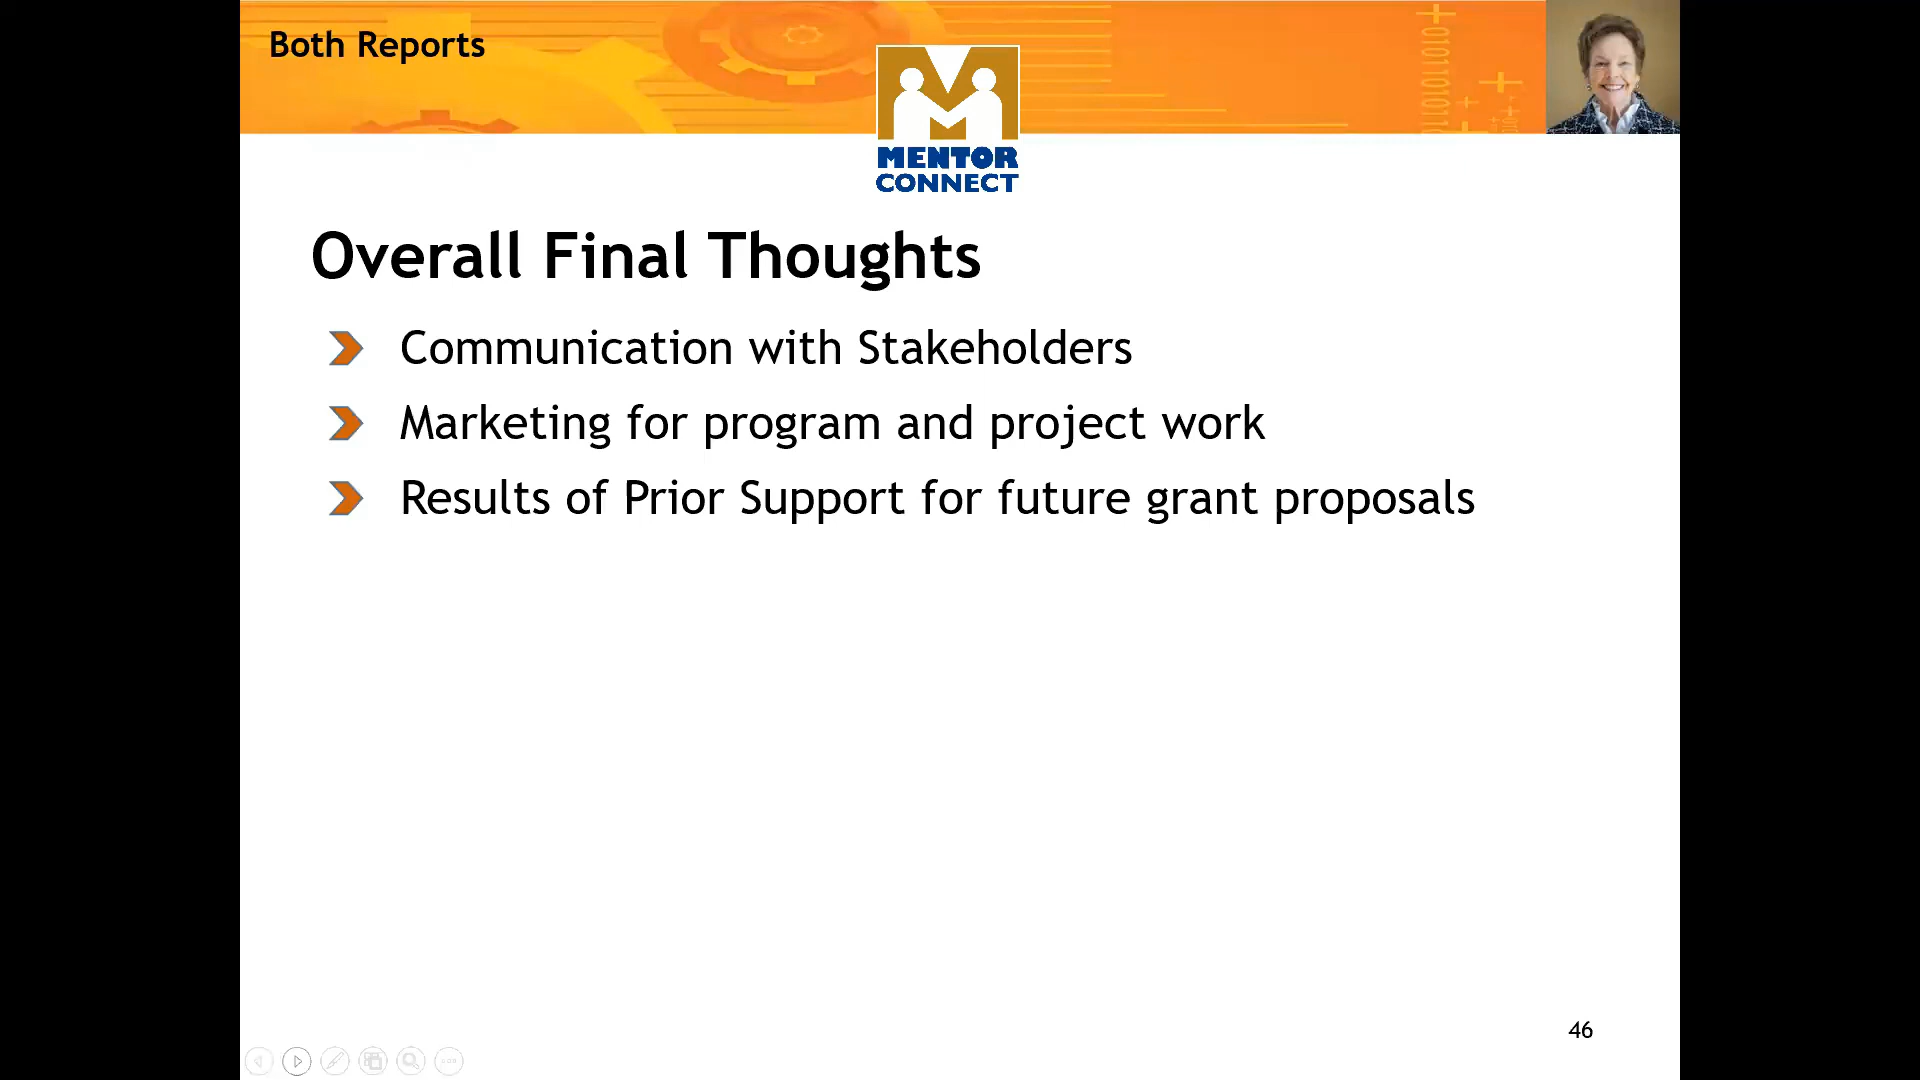 Both Reports
MENTOR
CONNECT
Overall Final Thoughts
Communication with Stakeholders
Marketing for program and project work
Results of Prior Support for future grant proposals
46